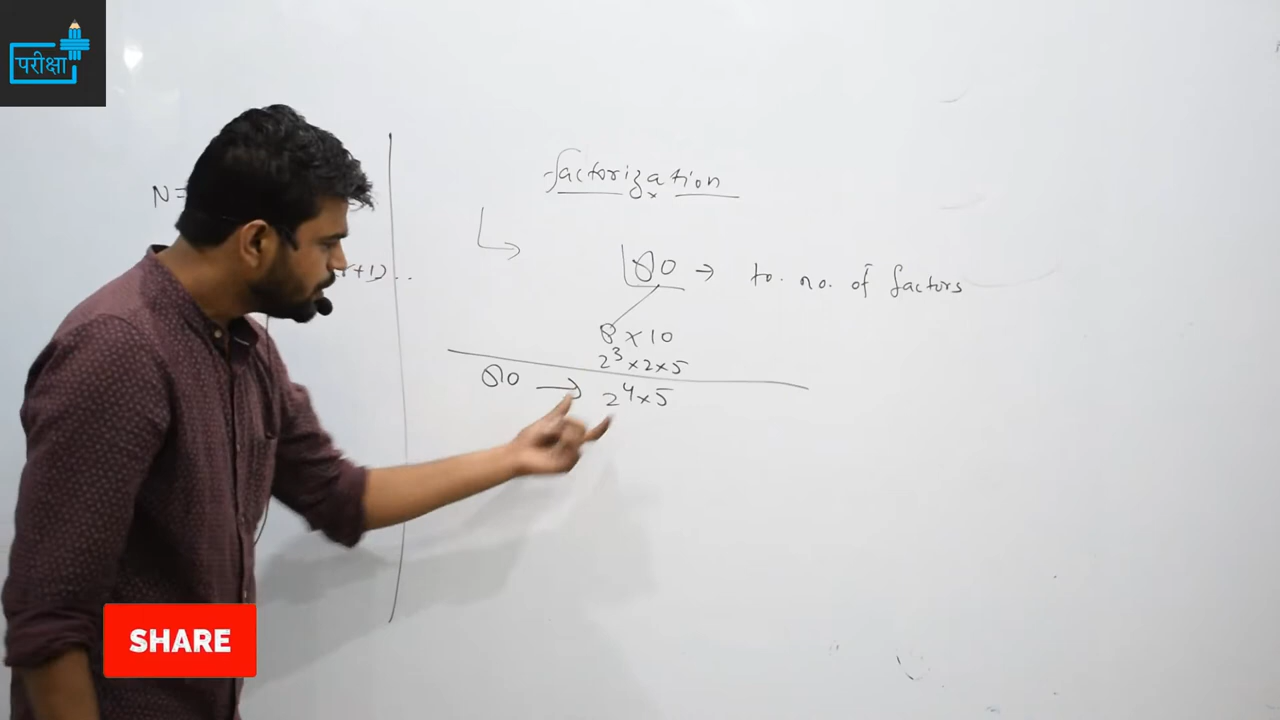 परीक्षा
factorization
N=
80 → to. no. of factors
r+1) ..
8 x 10
2³ x 2 x 5
80 → 2⁴ x 5
SHARE